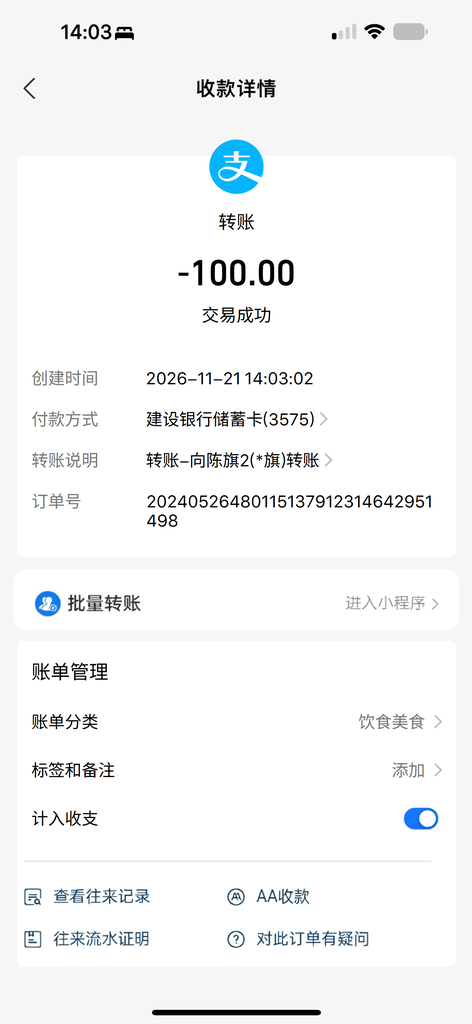 14:03
收款详情
支
转账
-100.00
交易成功
创建时间 2026-11-21 14:03:02
付款方式 建设银行储蓄卡(3575)
转账说明 转账-向陈旗2(*旗)转账
订单号 20240526480115137912314642951
498
批量转账 进入小程序
账单管理
账单分类 饮食美食
标签和备注 添加
计入收支
查看往来记录 AA收款
往来流水证明 对此订单有疑问